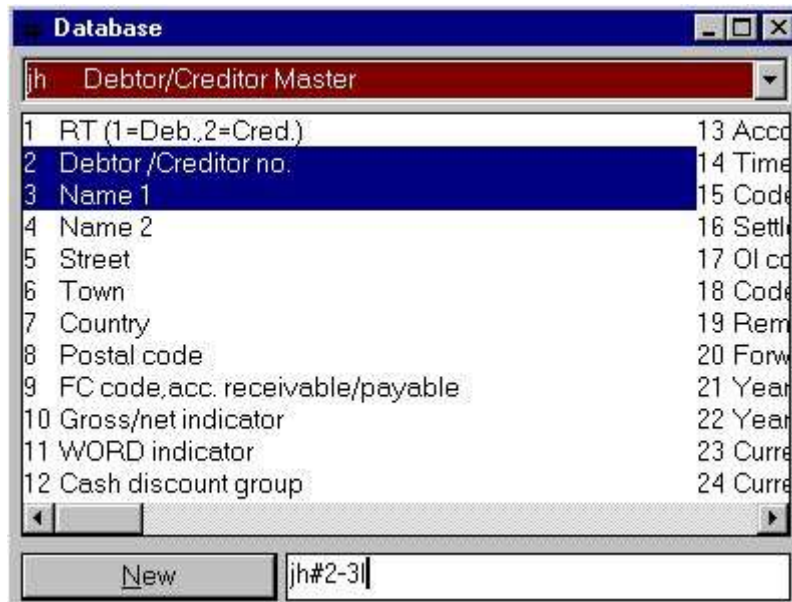 Database
jh Debtor/Creditor Master
1 RT (1=Deb.,2=Cred.)
2 Debtor/Creditor no.
3 Name 1
4 Name 2
5 Street
6 Town
7 Country
8 Postal code
9 FC code,acc. receivable/payable
10 Gross/net indicator
11 WORD indicator
12 Cash discount group
13 Acco
14 Time
15 Code
16 Settl
17 OI co
18 Code
19 Rem
20 Forw
21 Year
22 Year
23 Curre
24 Curre
New
jh#2-3l